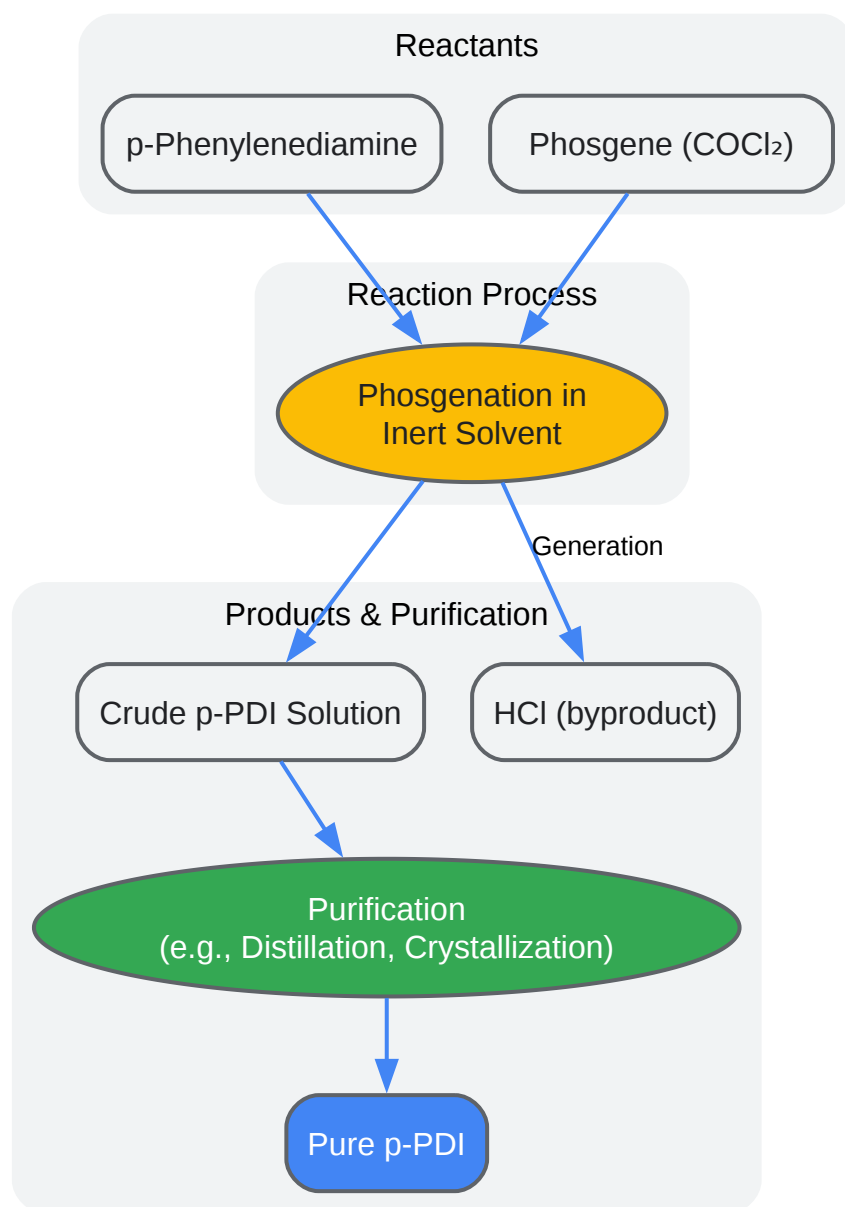 Reactants
p-Phenylenediamine
Phosgene (COCl₂)
Reaction Process
Phosgenation in
Inert Solvent
Generation
Products & Purification
Crude p-PDI Solution
HCl (byproduct)
Purification
(e.g., Distillation, Crystallization)
Pure p-PDI